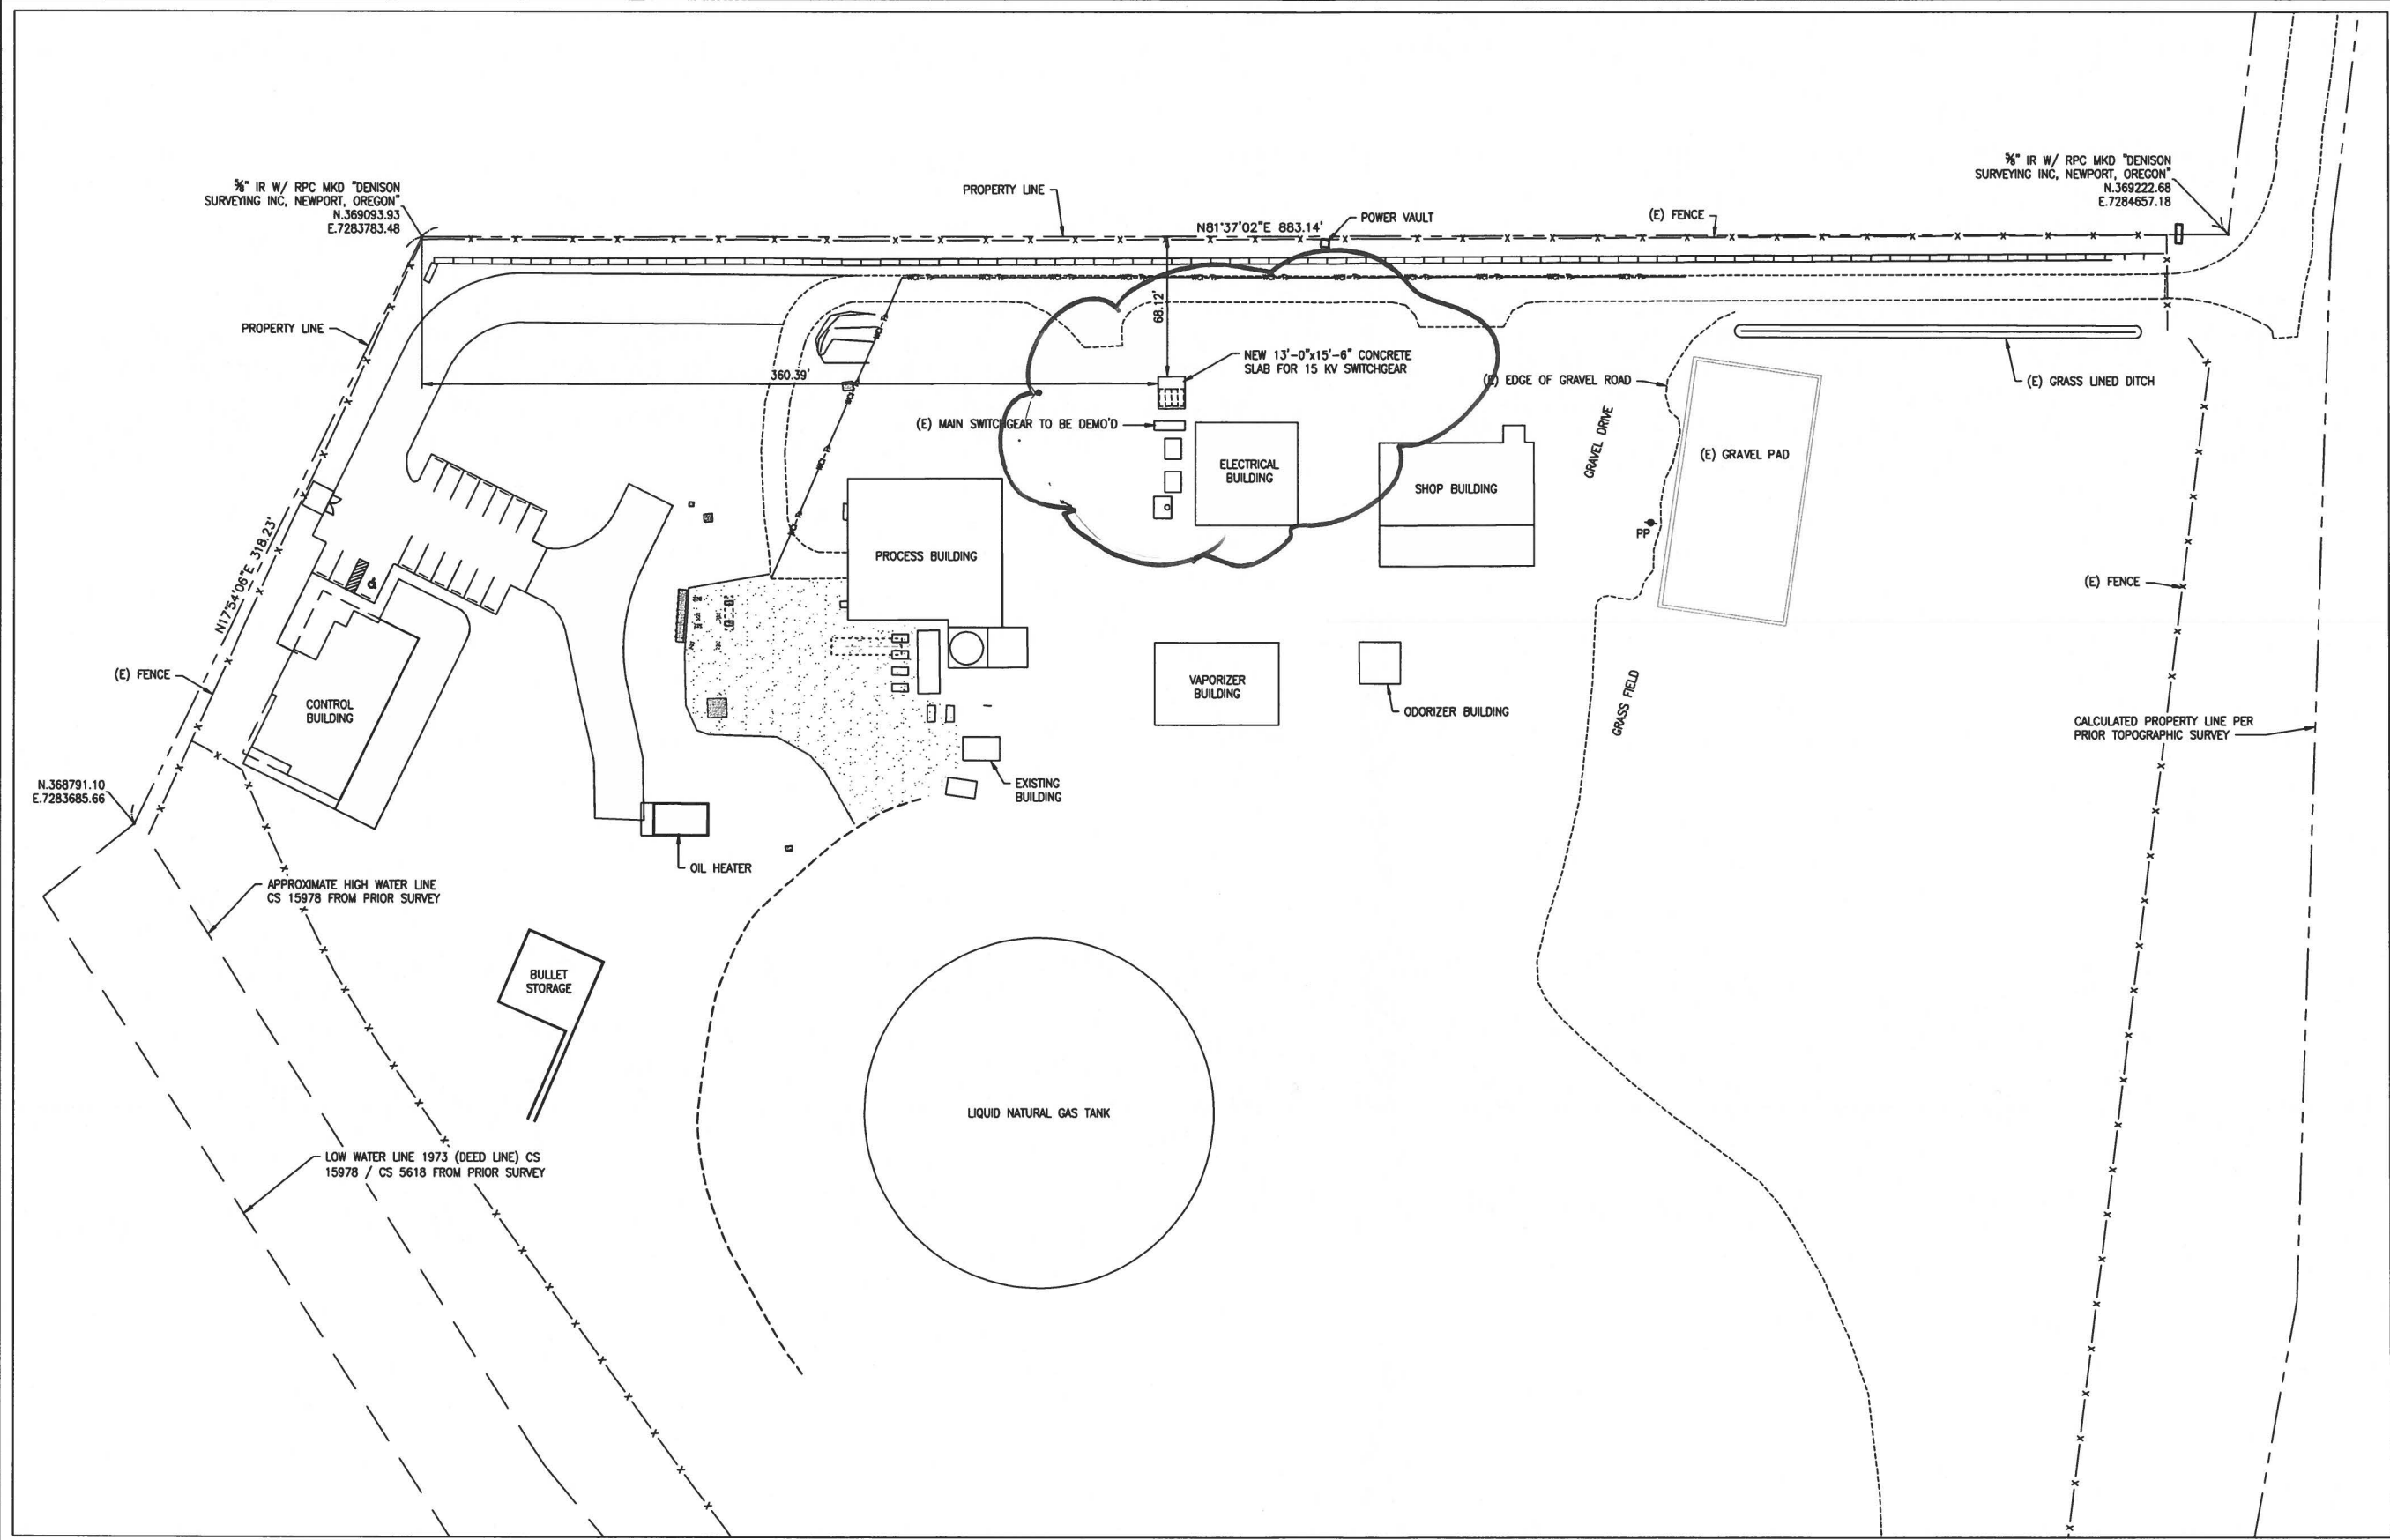 ⅝" IR W/ RPC MKD "DENISON
SURVEYING INC, NEWPORT, OREGON"
N.369093.93
E.7283783.48
PROPERTY LINE
N81°37'02"E 883.14'
POWER VAULT
(E) FENCE
⅝" IR W/ RPC MKD "DENISON
SURVEYING INC, NEWPORT, OREGON"
N.369222.68
E.7284657.18
PROPERTY LINE
68.12'
360.39'
NEW 13'-0"x15'-6" CONCRETE
SLAB FOR 15 KV SWITCHGEAR
(E) EDGE OF GRAVEL ROAD
(E) GRASS LINED DITCH
(E) MAIN SWITCHGEAR TO BE DEMO'D
GRAVEL DRIVE
(E) GRAVEL PAD
ELECTRICAL
BUILDING
SHOP BUILDING
PP
PROCESS BUILDING
N17°54'06"E 318.23'
(E) FENCE
(E) FENCE
CONTROL
BUILDING
VAPORIZER
BUILDING
ODORIZER BUILDING
GRASS FIELD
CALCULATED PROPERTY LINE PER
PRIOR TOPOGRAPHIC SURVEY
N.368791.10
E.7283685.66
EXISTING
BUILDING
OIL HEATER
APPROXIMATE HIGH WATER LINE
CS 15978 FROM PRIOR SURVEY
BULLET
STORAGE
LIQUID NATURAL GAS TANK
LOW WATER LINE 1973 (DEED LINE) CS
15978 / CS 5618 FROM PRIOR SURVEY